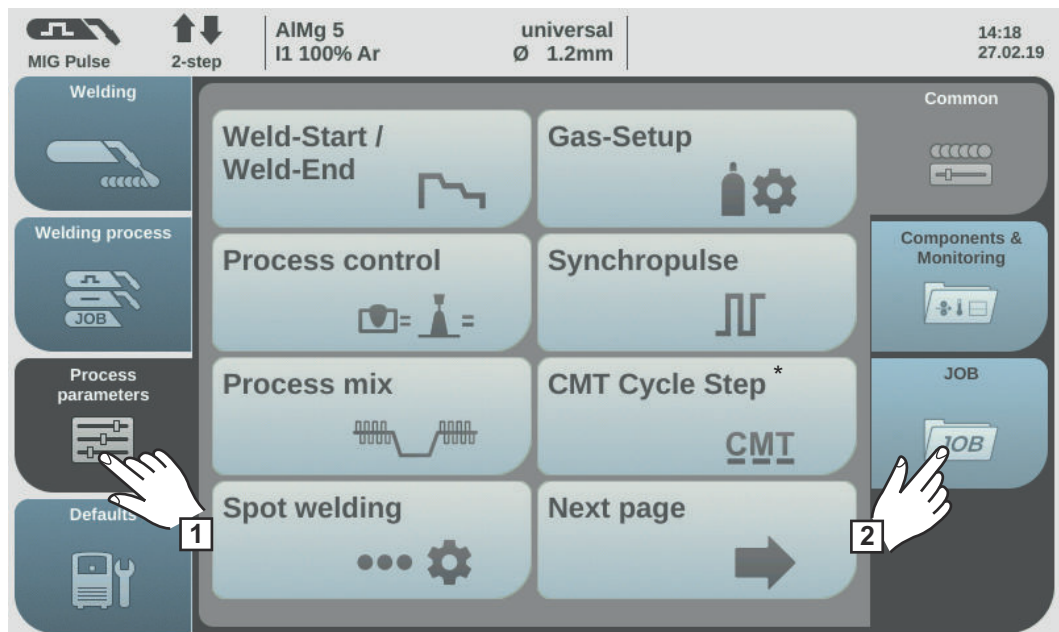 MIG Pulse
2-step
AlMg 5
I1 100% Ar
universal
Ø 1.2mm
14:18
27.02.19
Welding
Welding process
JOB
Process
parameters
Defaults
1
Weld-Start /
Weld-End
Gas-Setup
Process control
= =
Synchropulse
Process mix
CMT Cycle Step *
CMT
Spot welding
Next page
Common
Components &
Monitoring
JOB
JOB
2